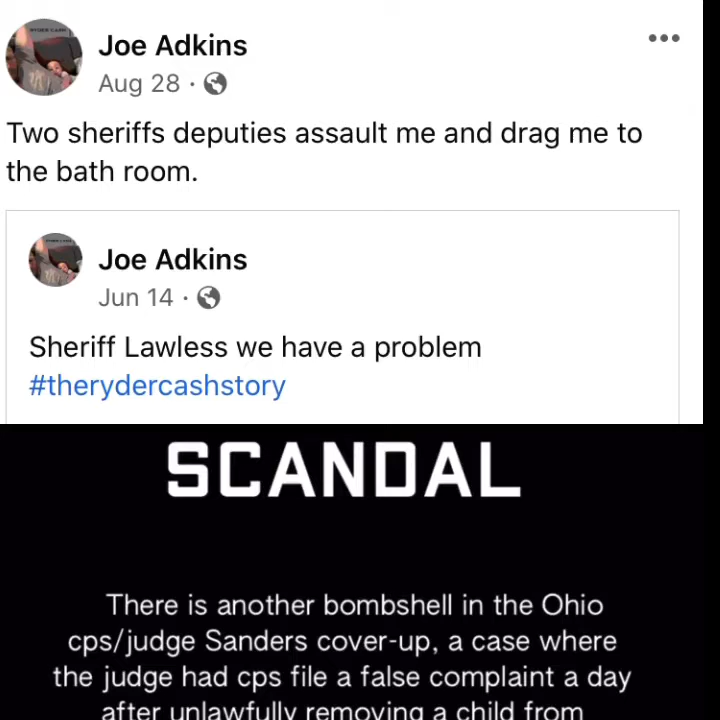 Joe Adkins
Aug 28 ·
Two sheriffs deputies assault me and drag me to
the bath room.
Joe Adkins
Jun 14 ·
Sheriff Lawless we have a problem
#therydercashstory
SCANDAL
There is another bombshell in the Ohio
cps/judge Sanders cover-up, a case where
the judge had cps file a false complaint a day
after unlawfully removing a child from